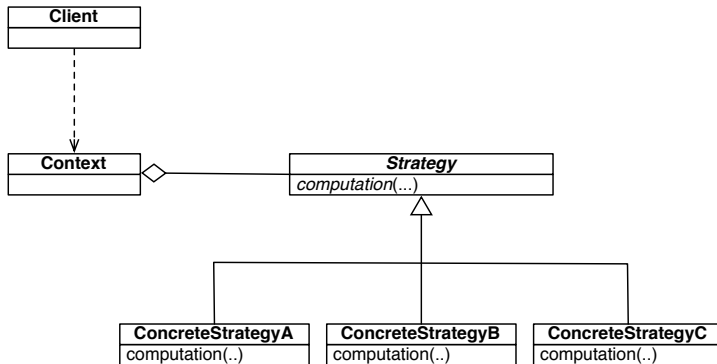 Client
Context
Strategy
computation(...)
ConcreteStrategyA
computation(..)
ConcreteStrategyB
computation(..)
ConcreteStrategyC
computation(..)